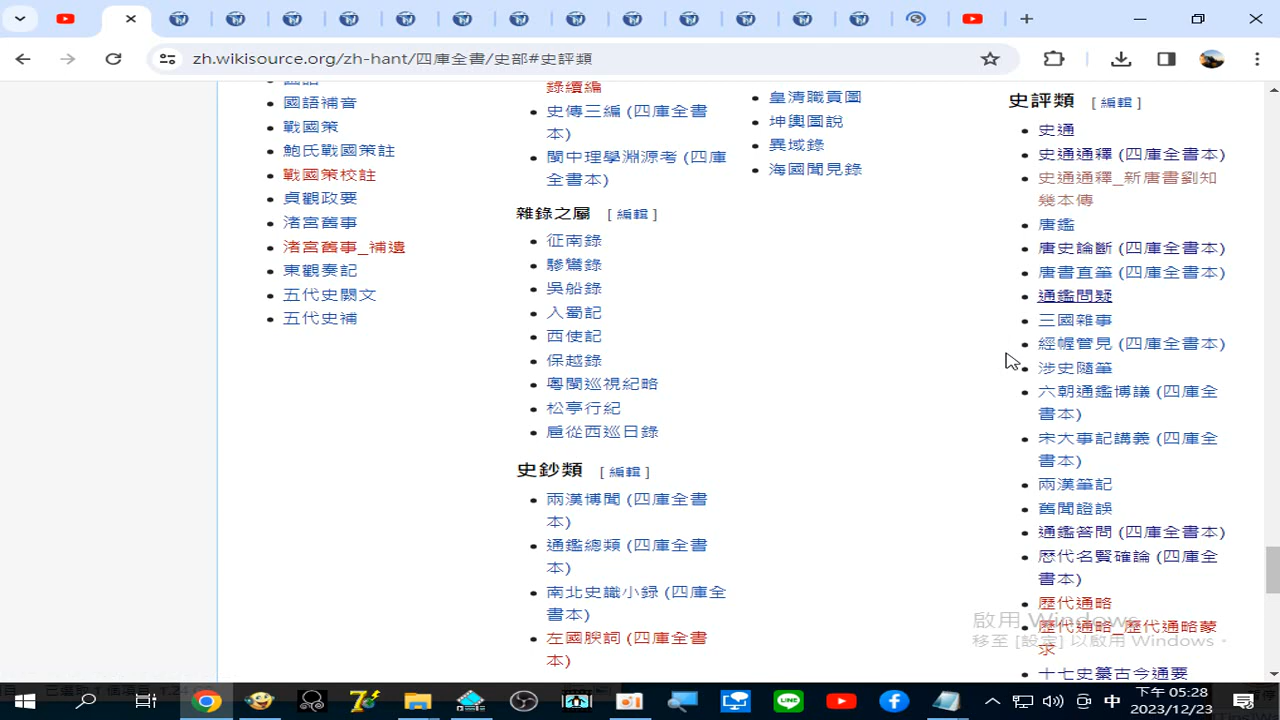 zh.wikisource.org/zh-hant/四庫全書/史部#史評類
國語補音
戰國策
鮑氏戰國策註
戰國策校註
貞觀政要
渚宮舊事
渚宮舊事_補遺
東觀奏記
五代史闕文
五代史補
錄續編
史傳三編 (四庫全書
本)
閩中理學淵源考 (四庫
全書本)
雜錄之屬 [編輯]
征南錄
驂鸞錄
吳船錄
入蜀記
西使記
保越錄
粵閩巡視紀略
松亭行紀
扈從西巡日錄
史鈔類 [編輯]
兩漢博聞 (四庫全書
本)
通鑑總類 (四庫全書
本)
南北史識小録 (四庫全
書本)
左國腴詞 (四庫全書
本)
皇清職貢圖
坤輿圖說
異域錄
海國聞見錄
史評類 [編輯]
史通
史通通釋 (四庫全書本)
史通通釋_新唐書劉知
幾本傳
唐鑑
唐史論斷 (四庫全書本)
唐書直筆 (四庫全書本)
通鑑問疑
三國雜事
經幄管見 (四庫全書本)
涉史隨筆
六朝通鑑博議 (四庫全
書本)
宋大事記講義 (四庫全
書本)
兩漢筆記
舊聞證誤
通鑑答問 (四庫全書本)
歴代名賢確論 (四庫全
書本)
歷代通略
歷代通略_歷代通略蒙
求
十七史纂古今通要
啟用 Windows
移至 [設定] 以啟用 Windows。
中
下午 05:28
2023/12/23